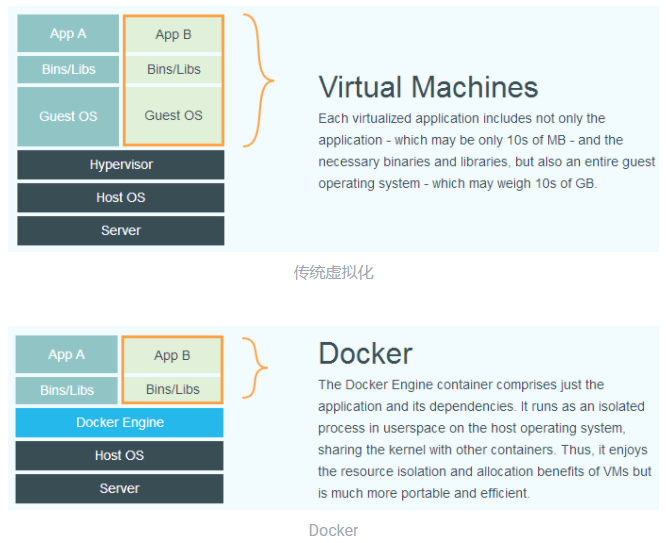 App A
App B
Bins/Libs
Bins/Libs
Guest OS
Guest OS
Hypervisor
Host OS
Server
Virtual Machines
Each virtualized application includes not only the
application - which may be only 10s of MB - and the
necessary binaries and libraries, but also an entire guest
operating system - which may weigh 10s of GB.
传统虚拟化
App A
App B
Bins/Libs
Bins/Libs
Docker Engine
Host OS
Server
Docker
The Docker Engine container comprises just the
application and its dependencies. It runs as an isolated
process in userspace on the host operating system,
sharing the kernel with other containers. Thus, it enjoys
the resource isolation and allocation benefits of VMs but
is much more portable and efficient.
Docker